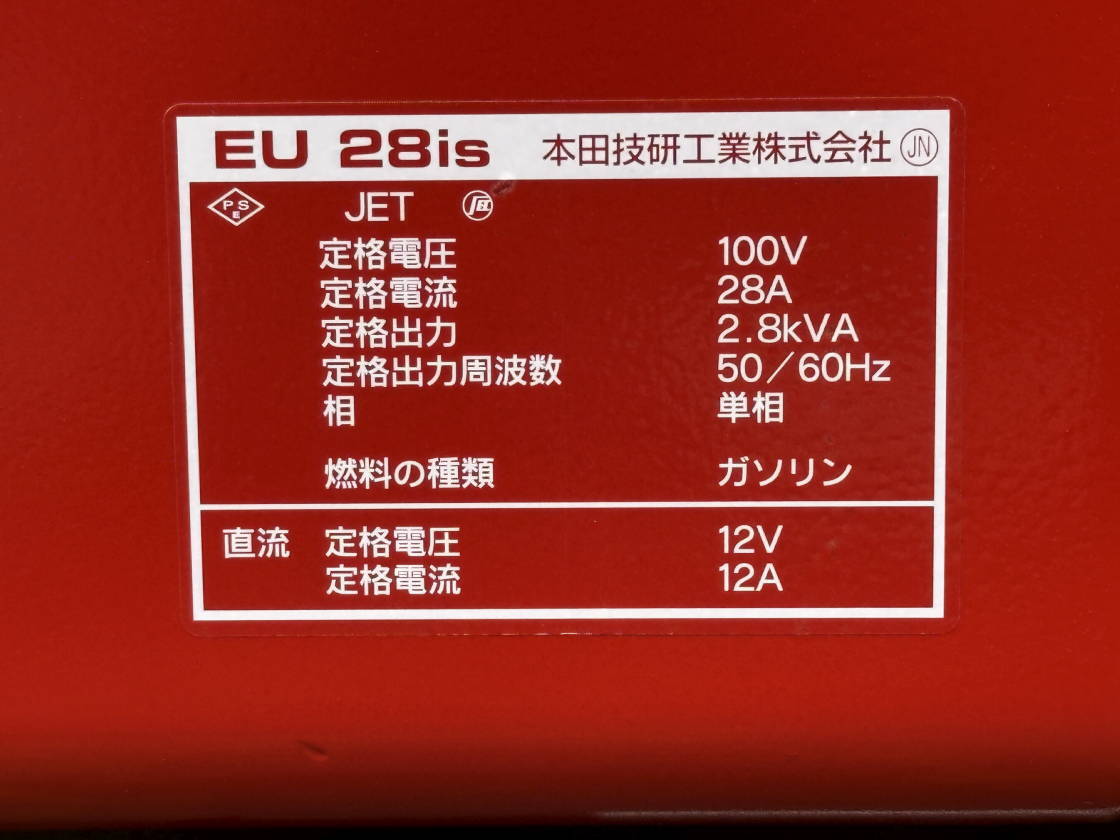 EU 28is 本田技研工業株式会社 JN
PSE JET
定格電圧 100V
定格電流 28A
定格出力 2.8kVA
定格出力周波数 50／60Hz
相 単相
燃料の種類 ガソリン
直流 定格電圧 12V
定格電流 12A